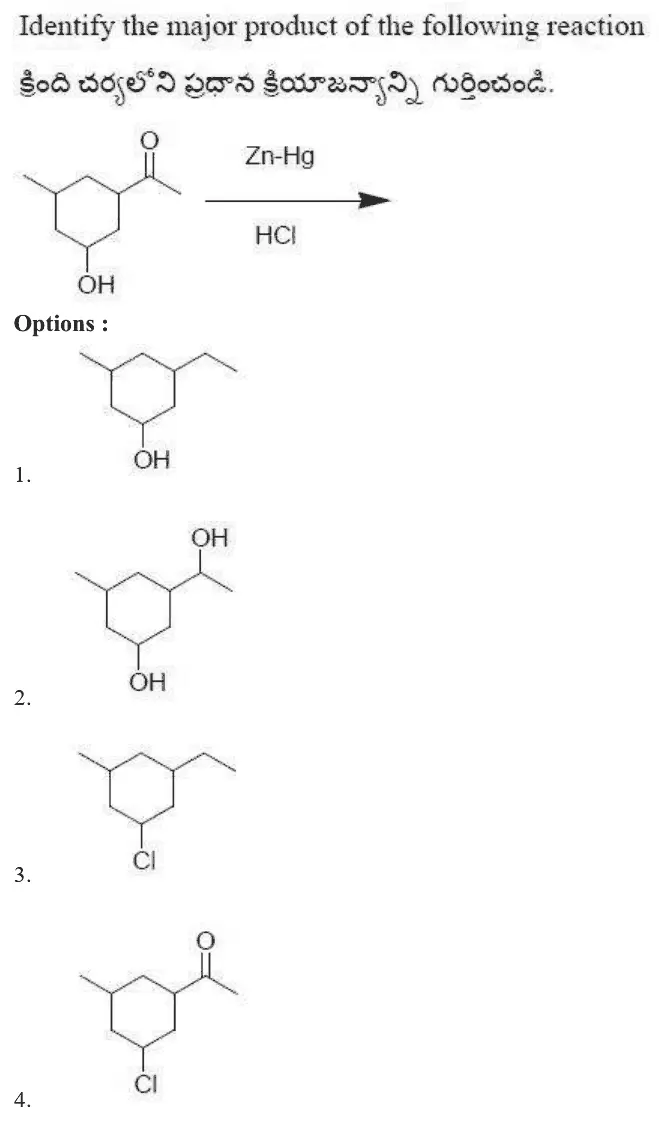 Identify the major product of the following reaction
క్రింది చర్యలోని ప్రధాన క్రియాజన్యాన్ని గుర్తించండి.
O
Zn-Hg
HCl
OH
Options :
OH
1.
OH
OH
2.
Cl
3.
O
Cl
4.